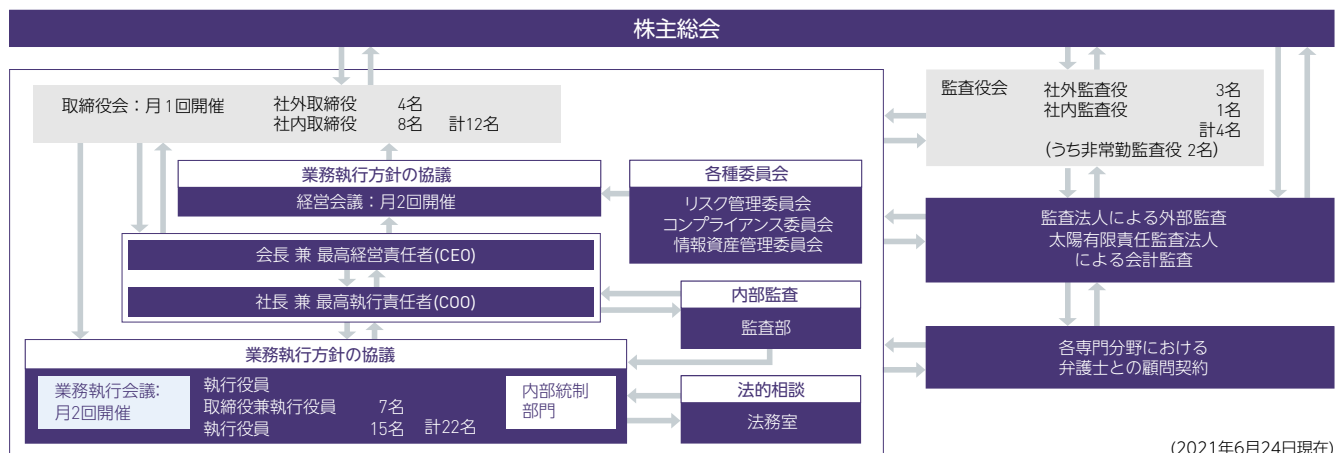 株主総会
取締役会：月1回開催
社外取締役 4名
社内取締役 8名 計12名
監査役会
社外監査役 3名
社内監査役 1名
計4名
(うち非常勤監査役 2名)
業務執行方針の協議
経営会議：月2回開催
各種委員会
リスク管理委員会
コンプライアンス委員会
情報資産管理委員会
監査法人による外部監査
太陽有限責任監査法人
による会計監査
会長 兼 最高経営責任者(CEO)
社長 兼 最高執行責任者(COO)
内部監査
監査部
業務執行方針の協議
業務執行会議:
月2回開催
執行役員
取締役兼執行役員 7名
執行役員 15名 計22名
内部統制
部門
法的相談
法務室
各専門分野における
弁護士との顧問契約
(2021年6月24日現在)